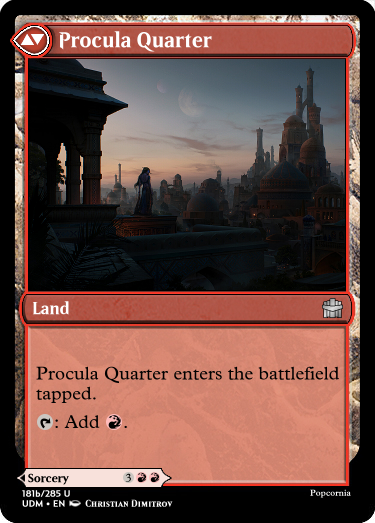 Procula Quarter
Land
Procula Quarter enters the battlefield
tapped.
: Add .
Sorcery 3
181b/285 U Popcornia
UDM • EN Christian Dimitrov